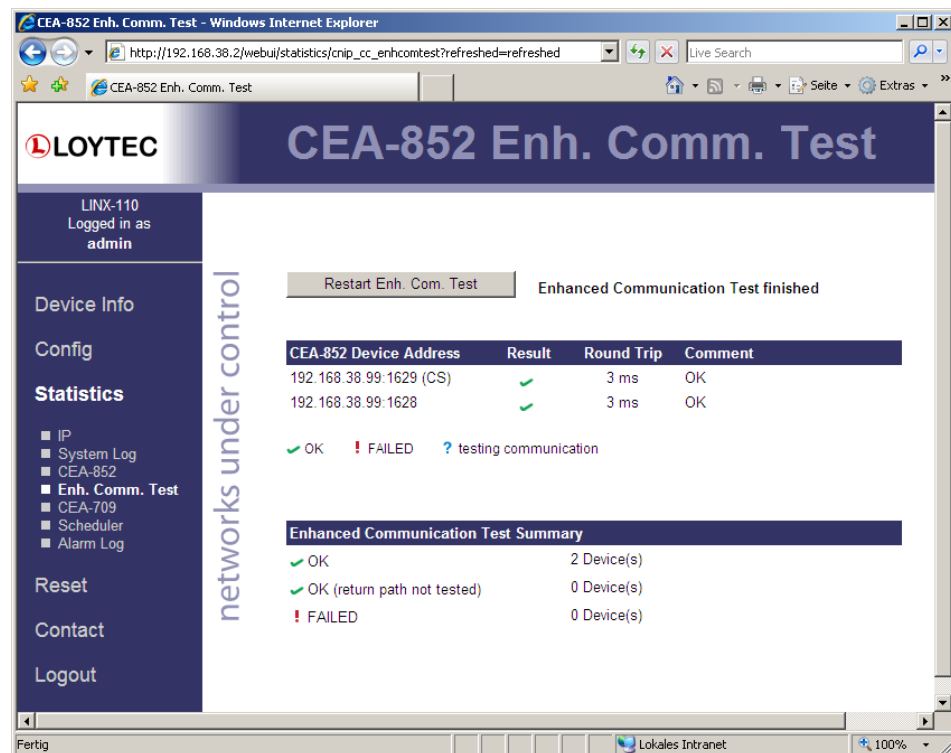 CEA-852 Enh. Comm. Test - Windows Internet Explorer
http://192.168.38.2/webui/statistics/cnip_cc_enhcomtest?refreshed=refreshed
Live Search
CEA-852 Enh. Comm. Test
Seite
Extras
»
LOYTEC
CEA-852 Enh. Comm. Test
LINX-110
Logged in as
admin
Device Info
Config
Statistics
IP
System Log
CEA-852
Enh. Comm. Test
CEA-709
Scheduler
Alarm Log
Reset
Contact
Logout
networks under control
Restart Enh. Com. Test
Enhanced Communication Test finished
CEA-852 Device Address Result Round Trip Comment
192.168.38.99:1629 (CS) 3 ms OK
192.168.38.99:1628 3 ms OK
OK ! FAILED ? testing communication
Enhanced Communication Test Summary
OK 2 Device(s)
OK (return path not tested) 0 Device(s)
! FAILED 0 Device(s)
Fertig
Lokales Intranet
100%